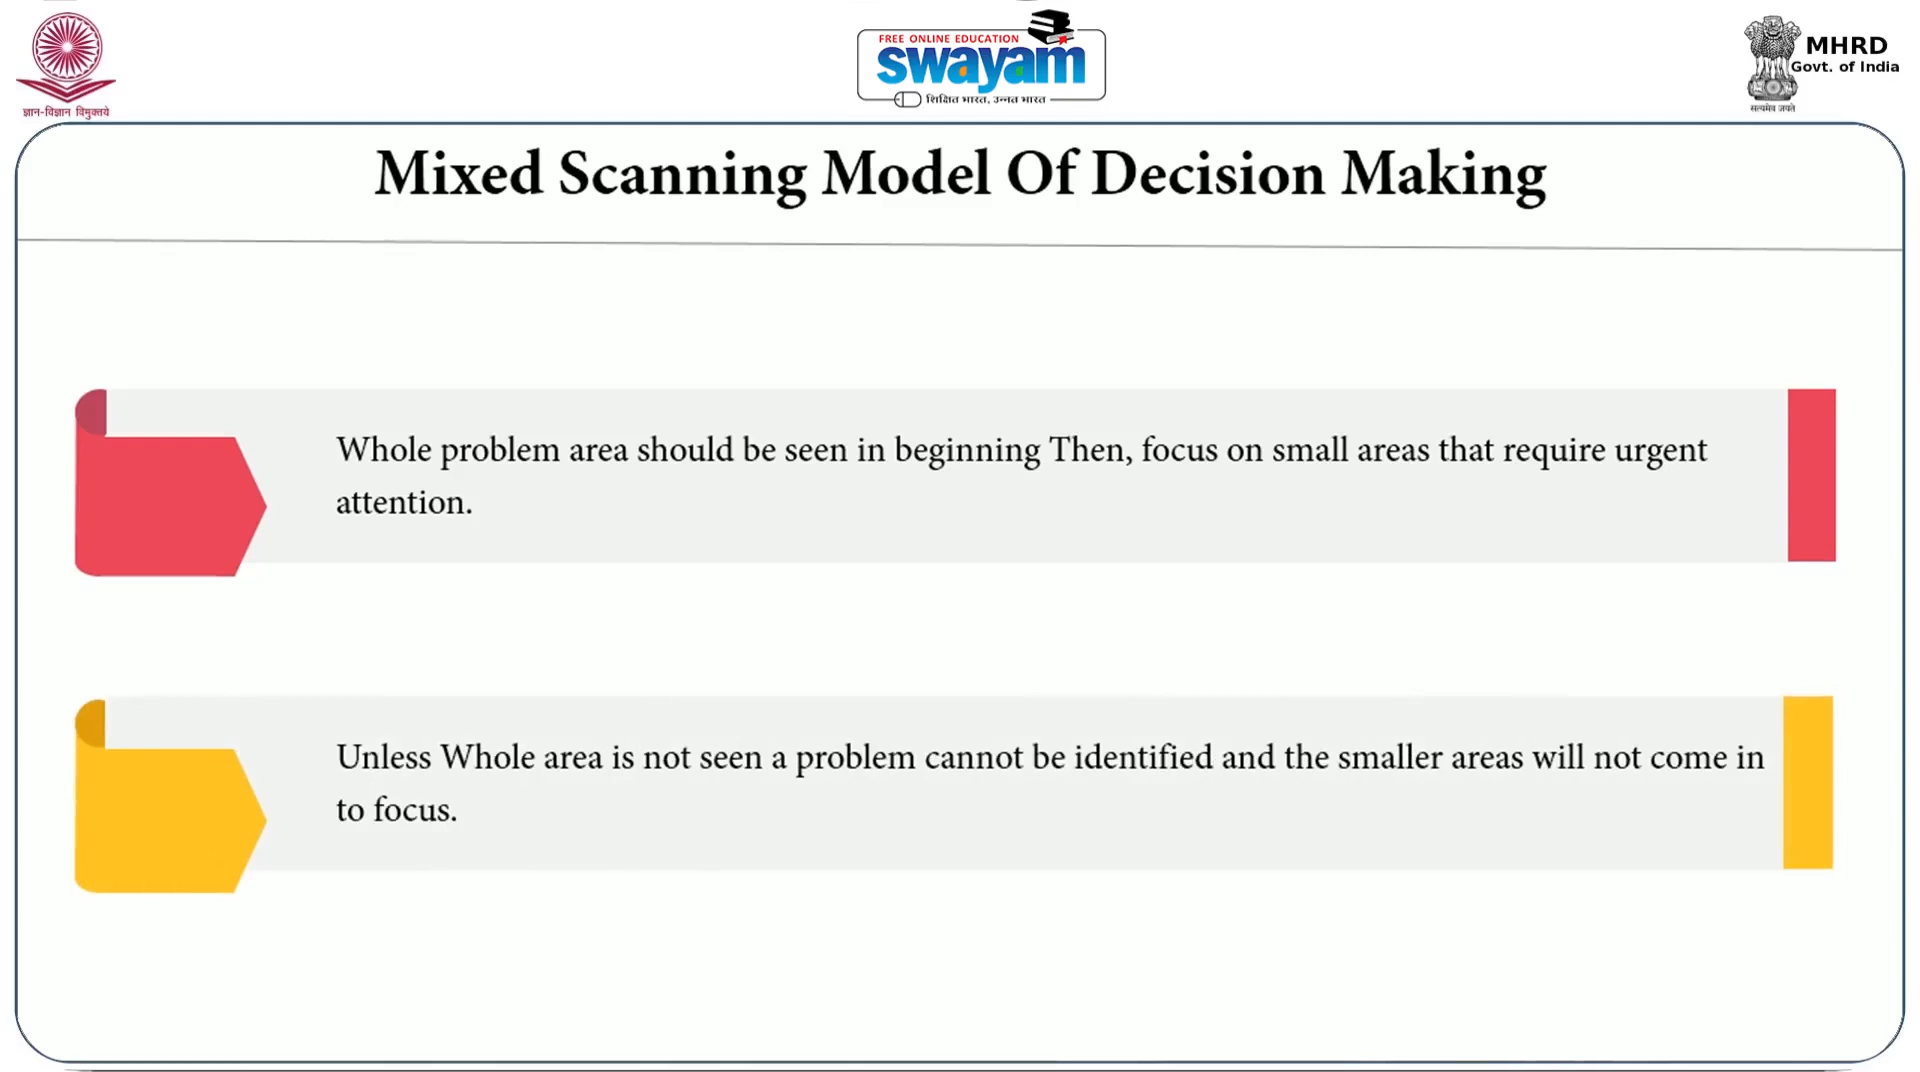 ज्ञान-विज्ञान विमुक्तये
FREE ONLINE EDUCATION
swayam
शिक्षित भारत, उन्नत भारत
सत्यमेव जयते
MHRD
Govt. of India
Mixed Scanning Model Of Decision Making
Whole problem area should be seen in beginning Then, focus on small areas that require urgent
attention.
Unless Whole area is not seen a problem cannot be identified and the smaller areas will not come in
to focus.